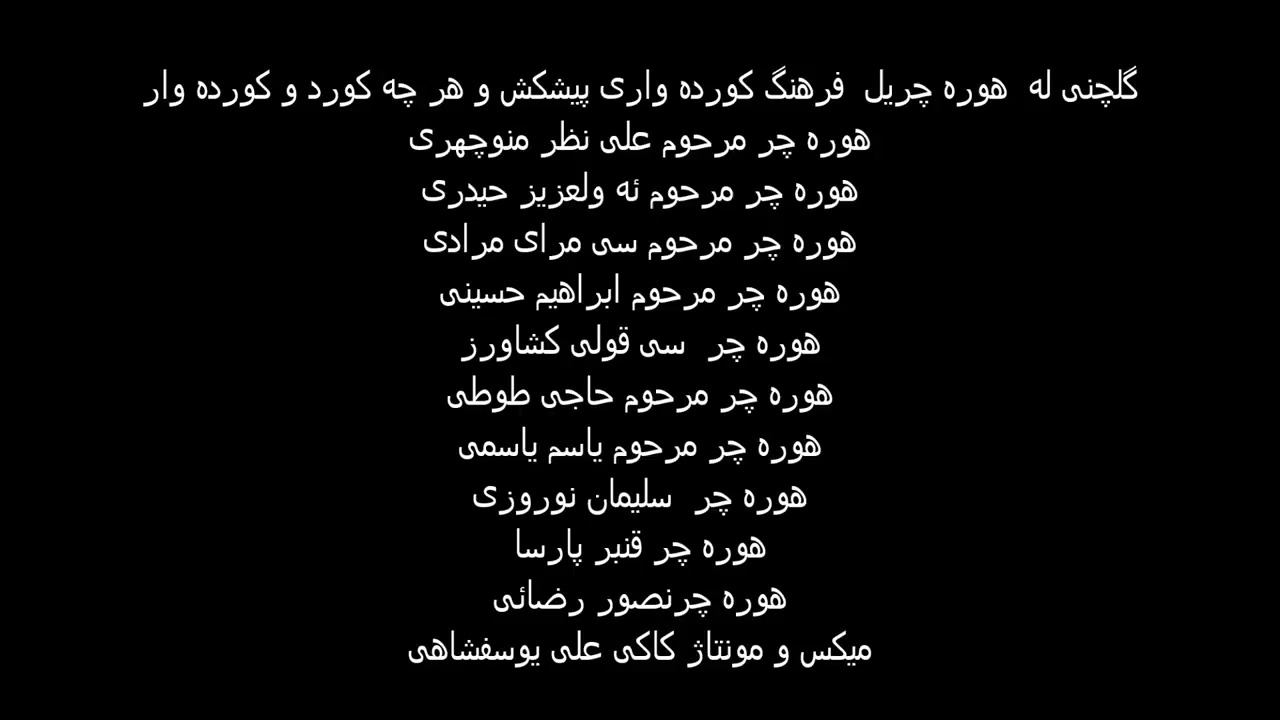 گلچنی له هوره چریل فرهنگ کورده واری پیشکش و هر چه کورد و کورده وار
هوره چر مرحوم علی نظر منوچهری
هوره چر مرحوم ئه ولعزیز حیدری
هوره چر مرحوم سی مرای مرادی
هوره چر مرحوم ابراهیم حسینی
هوره چر سی قولی کشاورز
هوره چر مرحوم حاجی طوطی
هوره چر مرحوم یاسم یاسمی
هوره چر سلیمان نوروزی
هوره چر قنبر پارسا
هوره چرنصور رضائی
میکس و مونتاژ کاکی علی یوسفشاهی